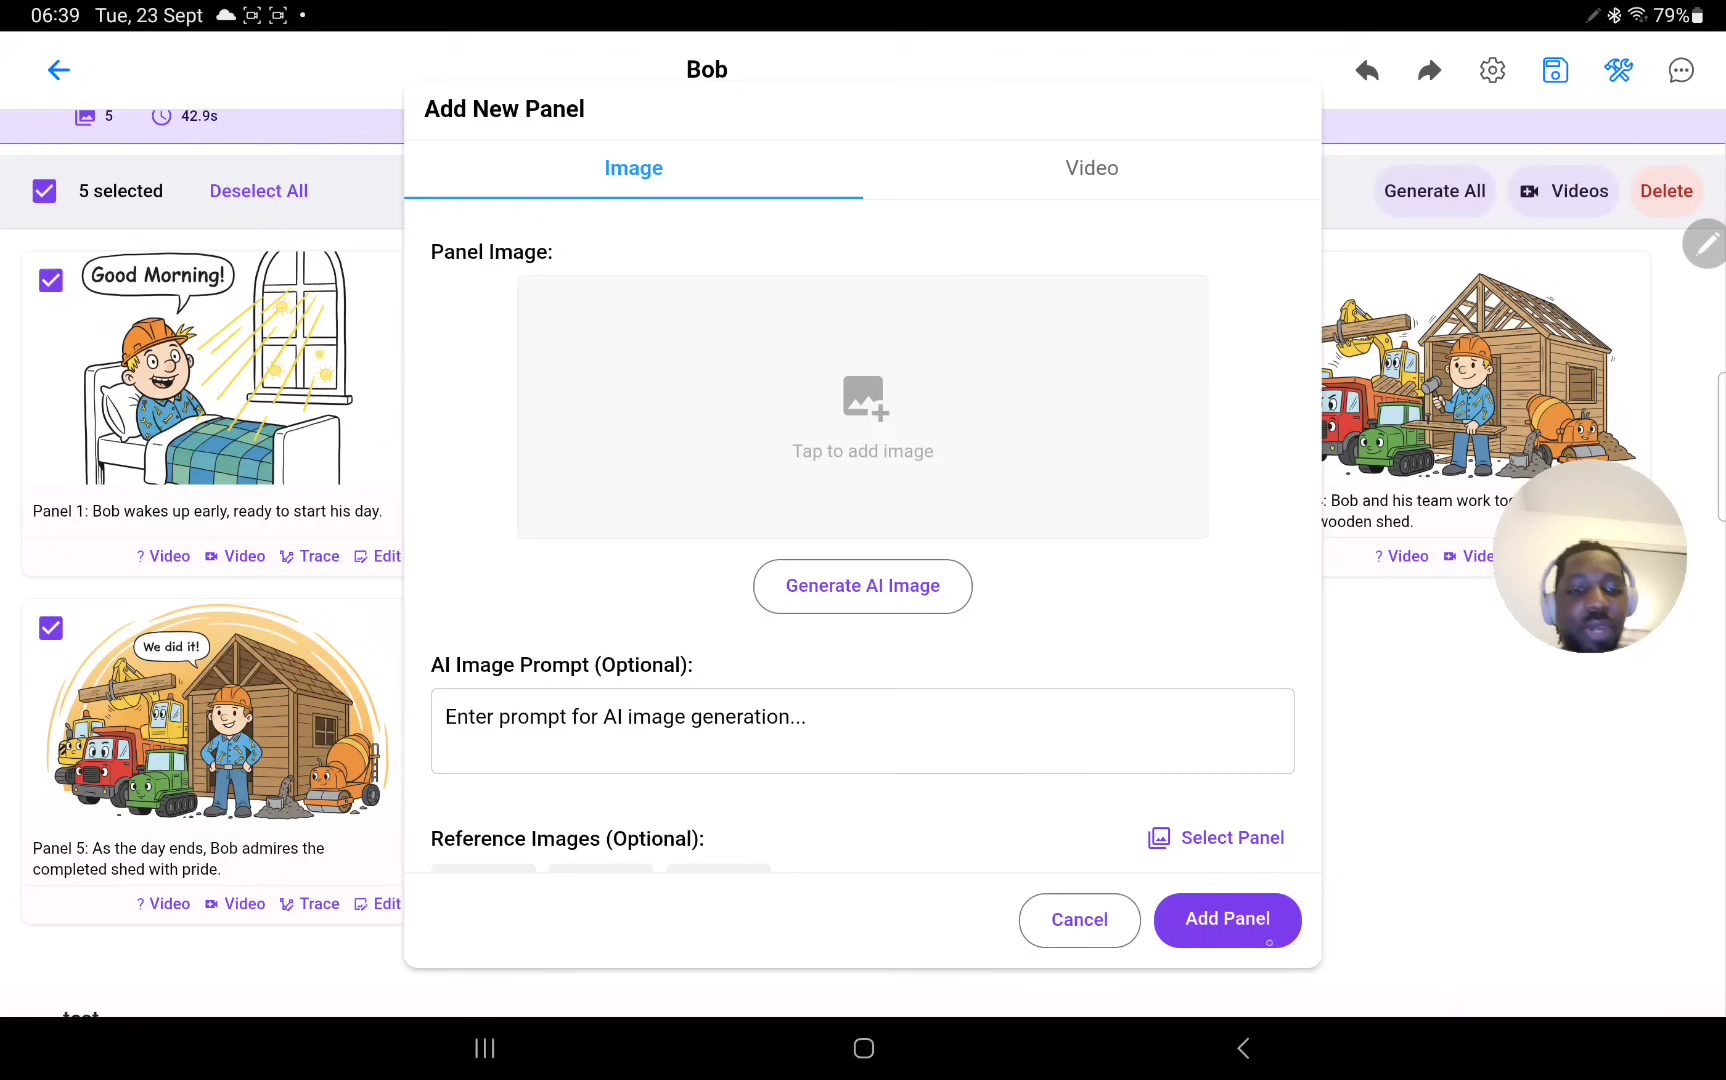 06:39 Tue, 23 Sept
79%
Bob
5 42.9s
5 selected Deselect All
Generate All Videos Delete
Add New Panel
Image Video
Panel Image:
Tap to add image
Generate AI Image
AI Image Prompt (Optional):
Enter prompt for AI image generation...
Reference Images (Optional): Select Panel
Cancel Add Panel
Good Morning!
Panel 1: Bob wakes up early, ready to start his day.
? Video Video Trace Edit
We did it!
Panel 5: As the day ends, Bob admires the
completed shed with pride.
? Video Video Trace Edit
: Bob and his team work
wooden shed.
? Video